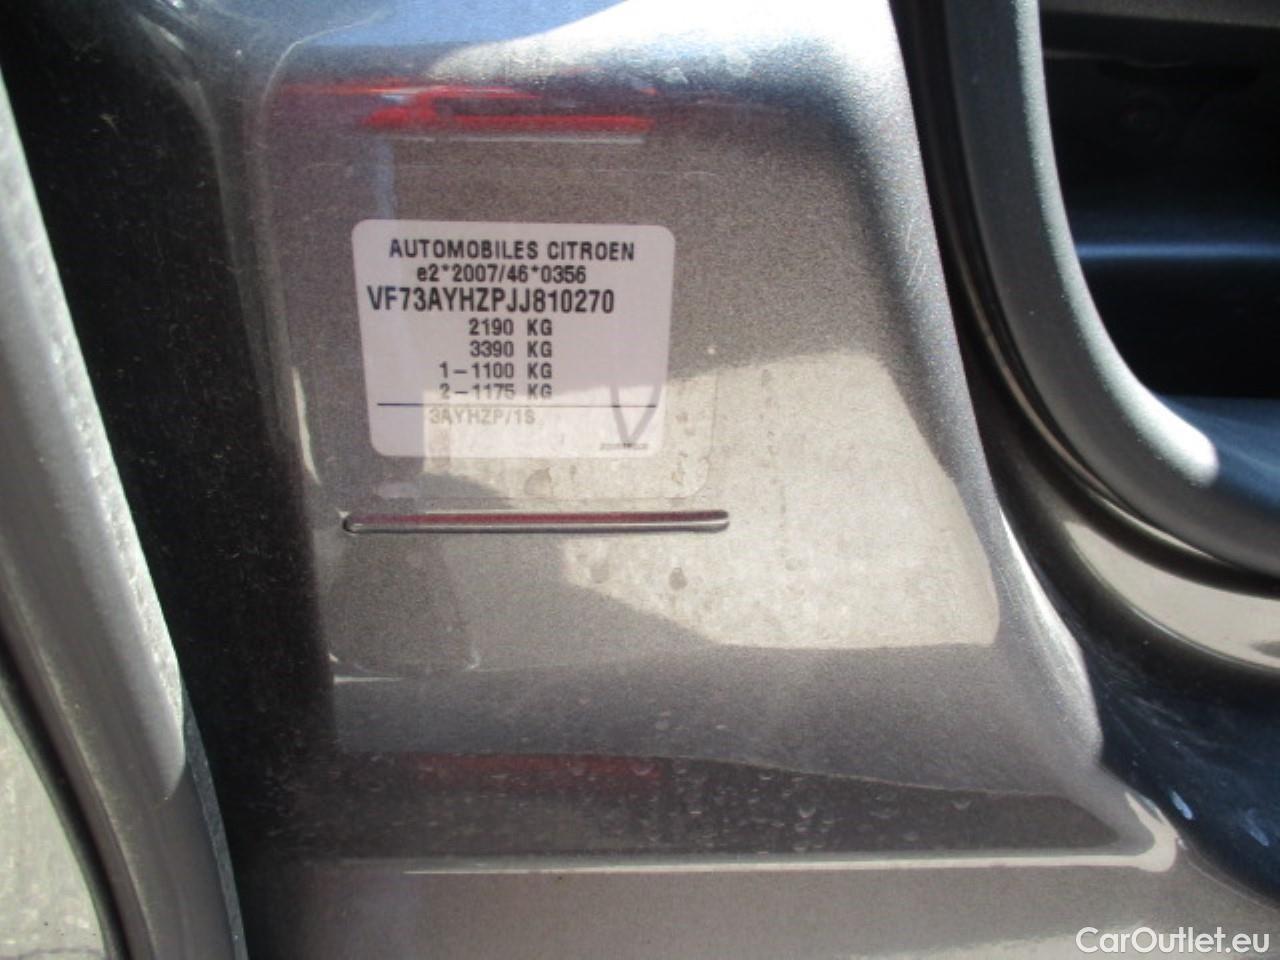 AUTOMOBILES CITROEN
e2*2007/46*0356
VF73AYHZPJJ810270
2190 KG
3390 KG
1-1100 KG
2-1175 KG
3AYHZP/1S
V
CarOutlet.eu